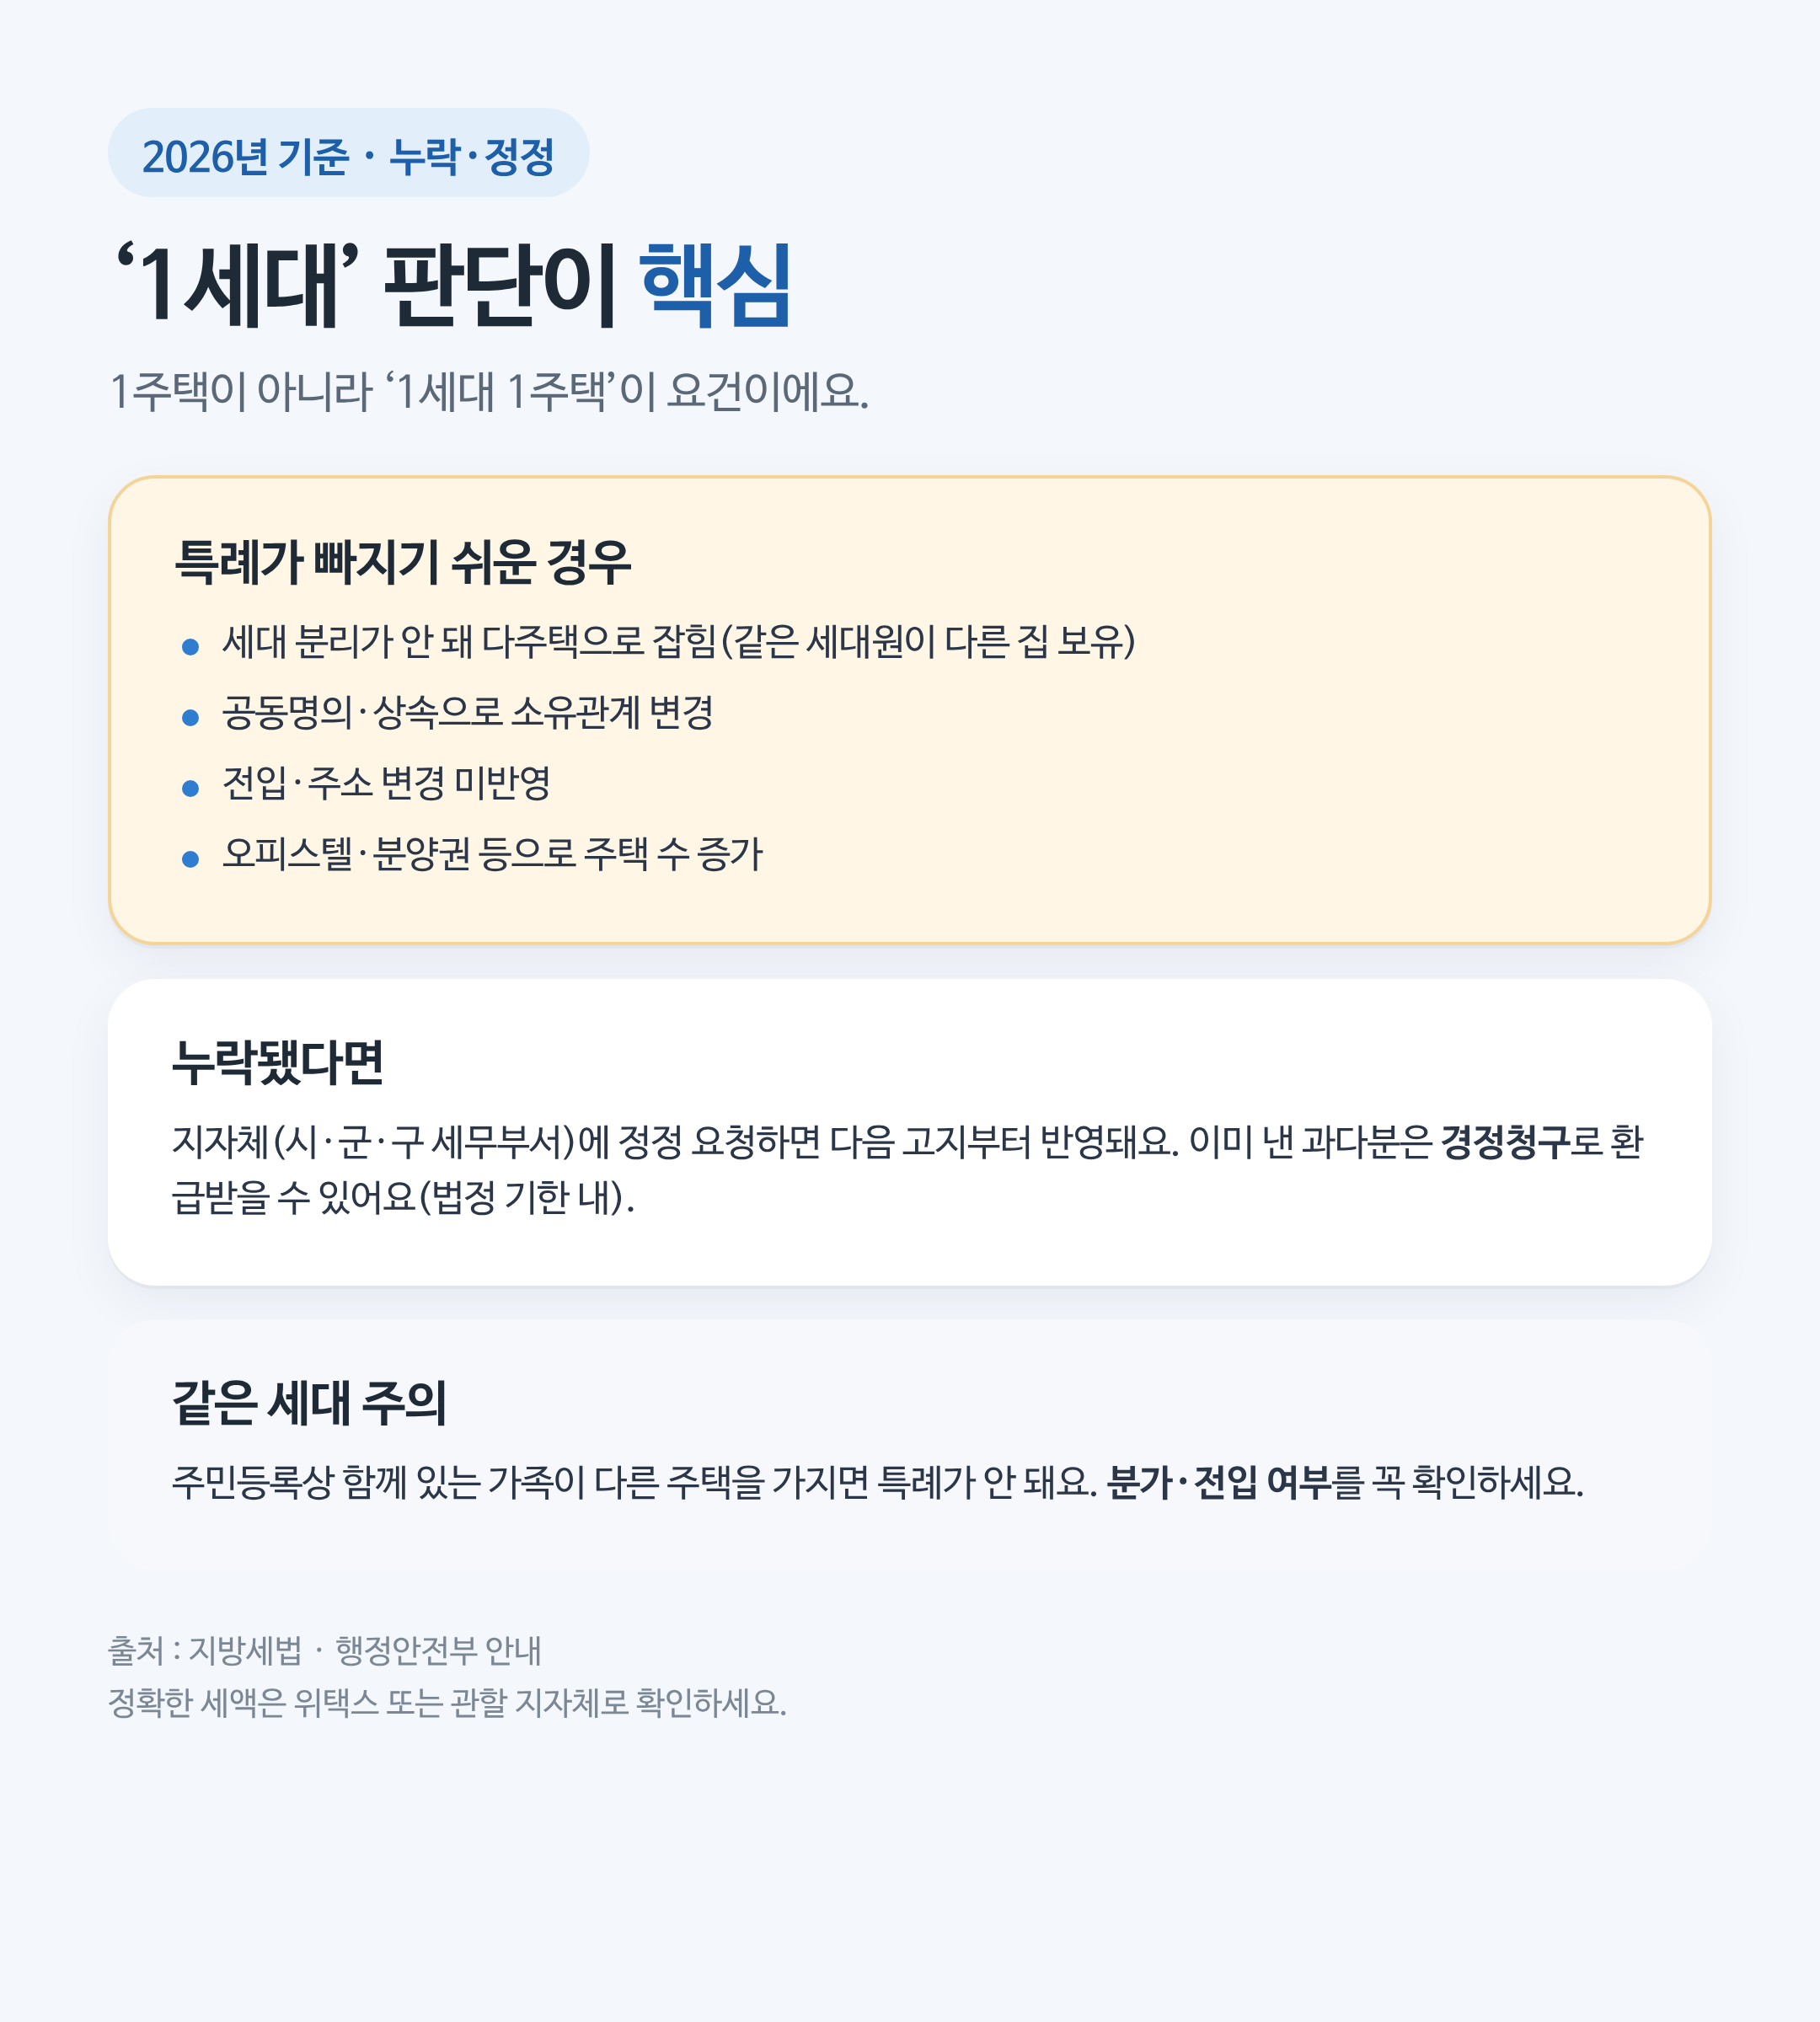 2026년 기준 · 누락·정정
‘1세대’ 판단이 핵심
1주택이 아니라 ‘1세대 1주택’이 요건이에요.
특례가 빠지기 쉬운 경우
세대 분리가 안 돼 다주택으로 잡힘(같은 세대원이 다른 집 보유)
공동명의·상속으로 소유관계 변경
전입·주소 변경 미반영
오피스텔·분양권 등으로 주택 수 증가
누락됐다면
지자체(시·군·구 세무부서)에 정정 요청하면 다음 고지부터 반영돼요. 이미 낸 과다분은 경정청구로 환
급받을 수 있어요(법정 기한 내).
같은 세대 주의
주민등록상 함께 있는 가족이 다른 주택을 가지면 특례가 안 돼요. 분가·전입 여부를 꼭 확인하세요.
출처 : 지방세법 · 행정안전부 안내
정확한 세액은 위택스 또는 관할 지자체로 확인하세요.